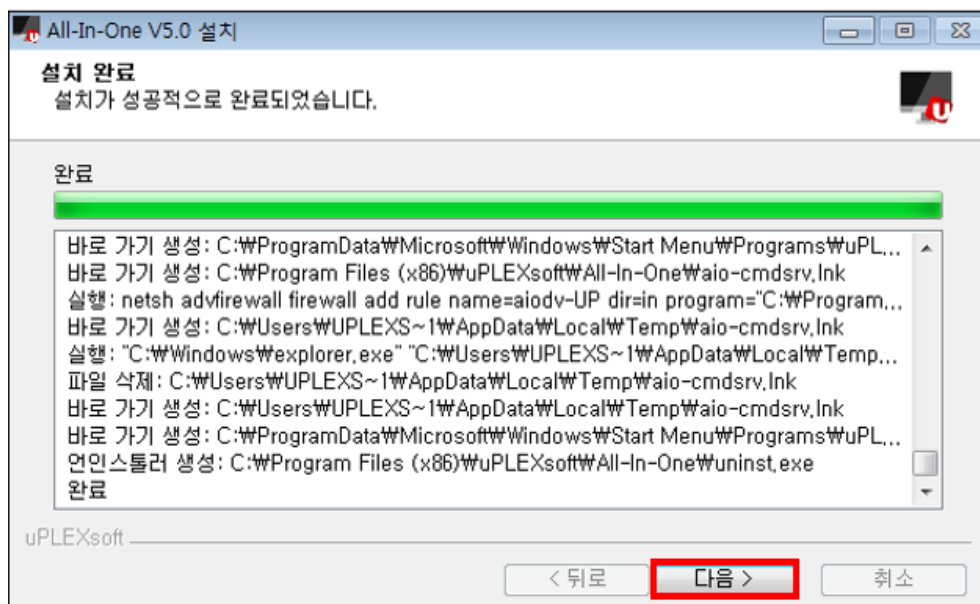 All-In-One V5.0 설치
설치 완료
설치가 성공적으로 완료되었습니다.
완료
바로 가기 생성: C:₩ProgramData₩Microsoft₩Windows₩Start Menu₩Programs₩uPL...
바로 가기 생성: C:₩Program Files (x86)₩uPLEXsoft₩All-In-One₩aio-cmdsrv.lnk
실행: netsh advfirewall firewall add rule name=aiodv-UP dir=in program="C:₩Program...
바로 가기 생성: C:₩Users₩UPLEXS~1₩AppData₩Local₩Temp₩aio-cmdsrv.lnk
실행: "C:₩Windows₩explorer.exe" "C:₩Users₩UPLEXS~1₩AppData₩Local₩Temp...
파일 삭제: C:₩Users₩UPLEXS~1₩AppData₩Local₩Temp₩aio-cmdsrv.lnk
바로 가기 생성: C:₩Users₩UPLEXS~1₩AppData₩Local₩Temp₩aio-cmdsrv.lnk
바로 가기 생성: C:₩ProgramData₩Microsoft₩Windows₩Start Menu₩Programs₩uPL...
언인스톨러 생성: C:₩Program Files (x86)₩uPLEXsoft₩All-In-One₩uninst.exe
완료
uPLEXsoft
< 뒤로 다음 > 취소